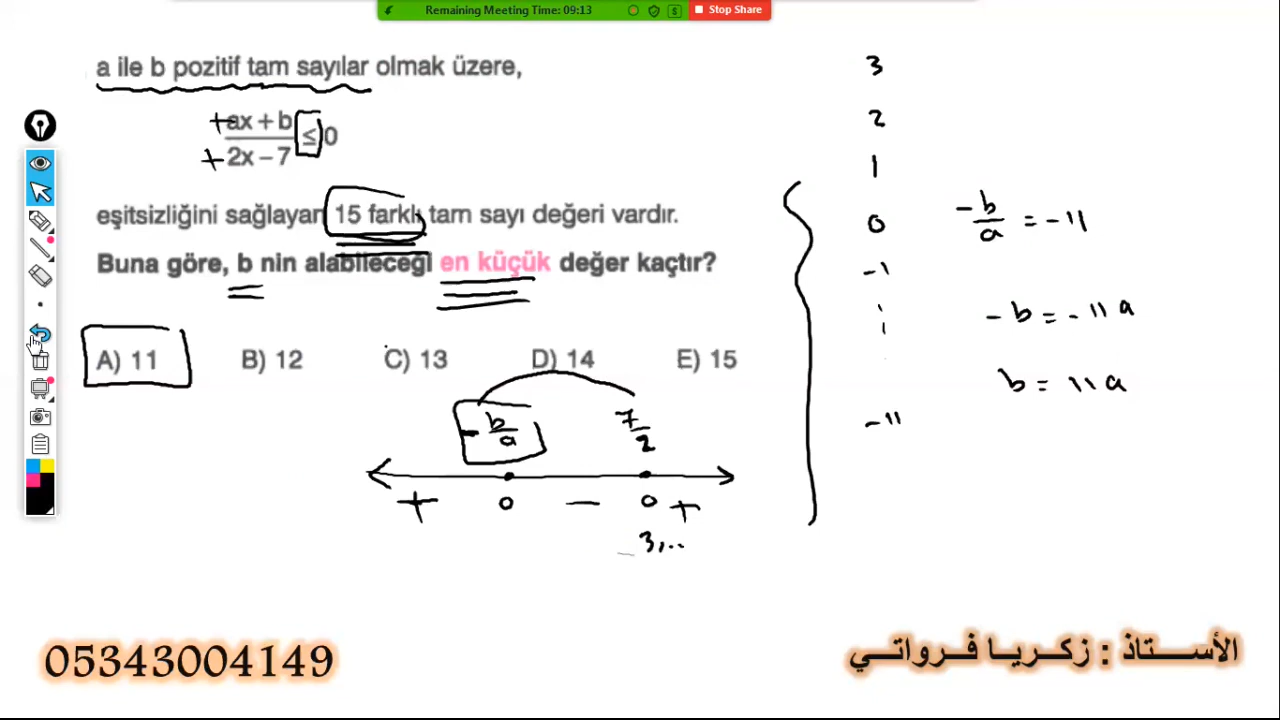 Remaining Meeting Time: 09:13
Stop Share
a ile b pozitif tam sayılar olmak üzere,
+ax + b
+2x – 7
≤ 0
eşitsizliğini sağlayan 15 farklı tam sayı değeri vardır.
Buna göre, b nin alabileceği en küçük değer kaçtır?
A) 11 B) 12 C) 13 D) 14 E) 15
-b/a 7/2
+ 0 – 0 +
3,..
3
2
1
0
-1
-11
-b/a = -11
-b = -11a
b = 11a
05343004149
الأستاذ : زكريا فرواتي